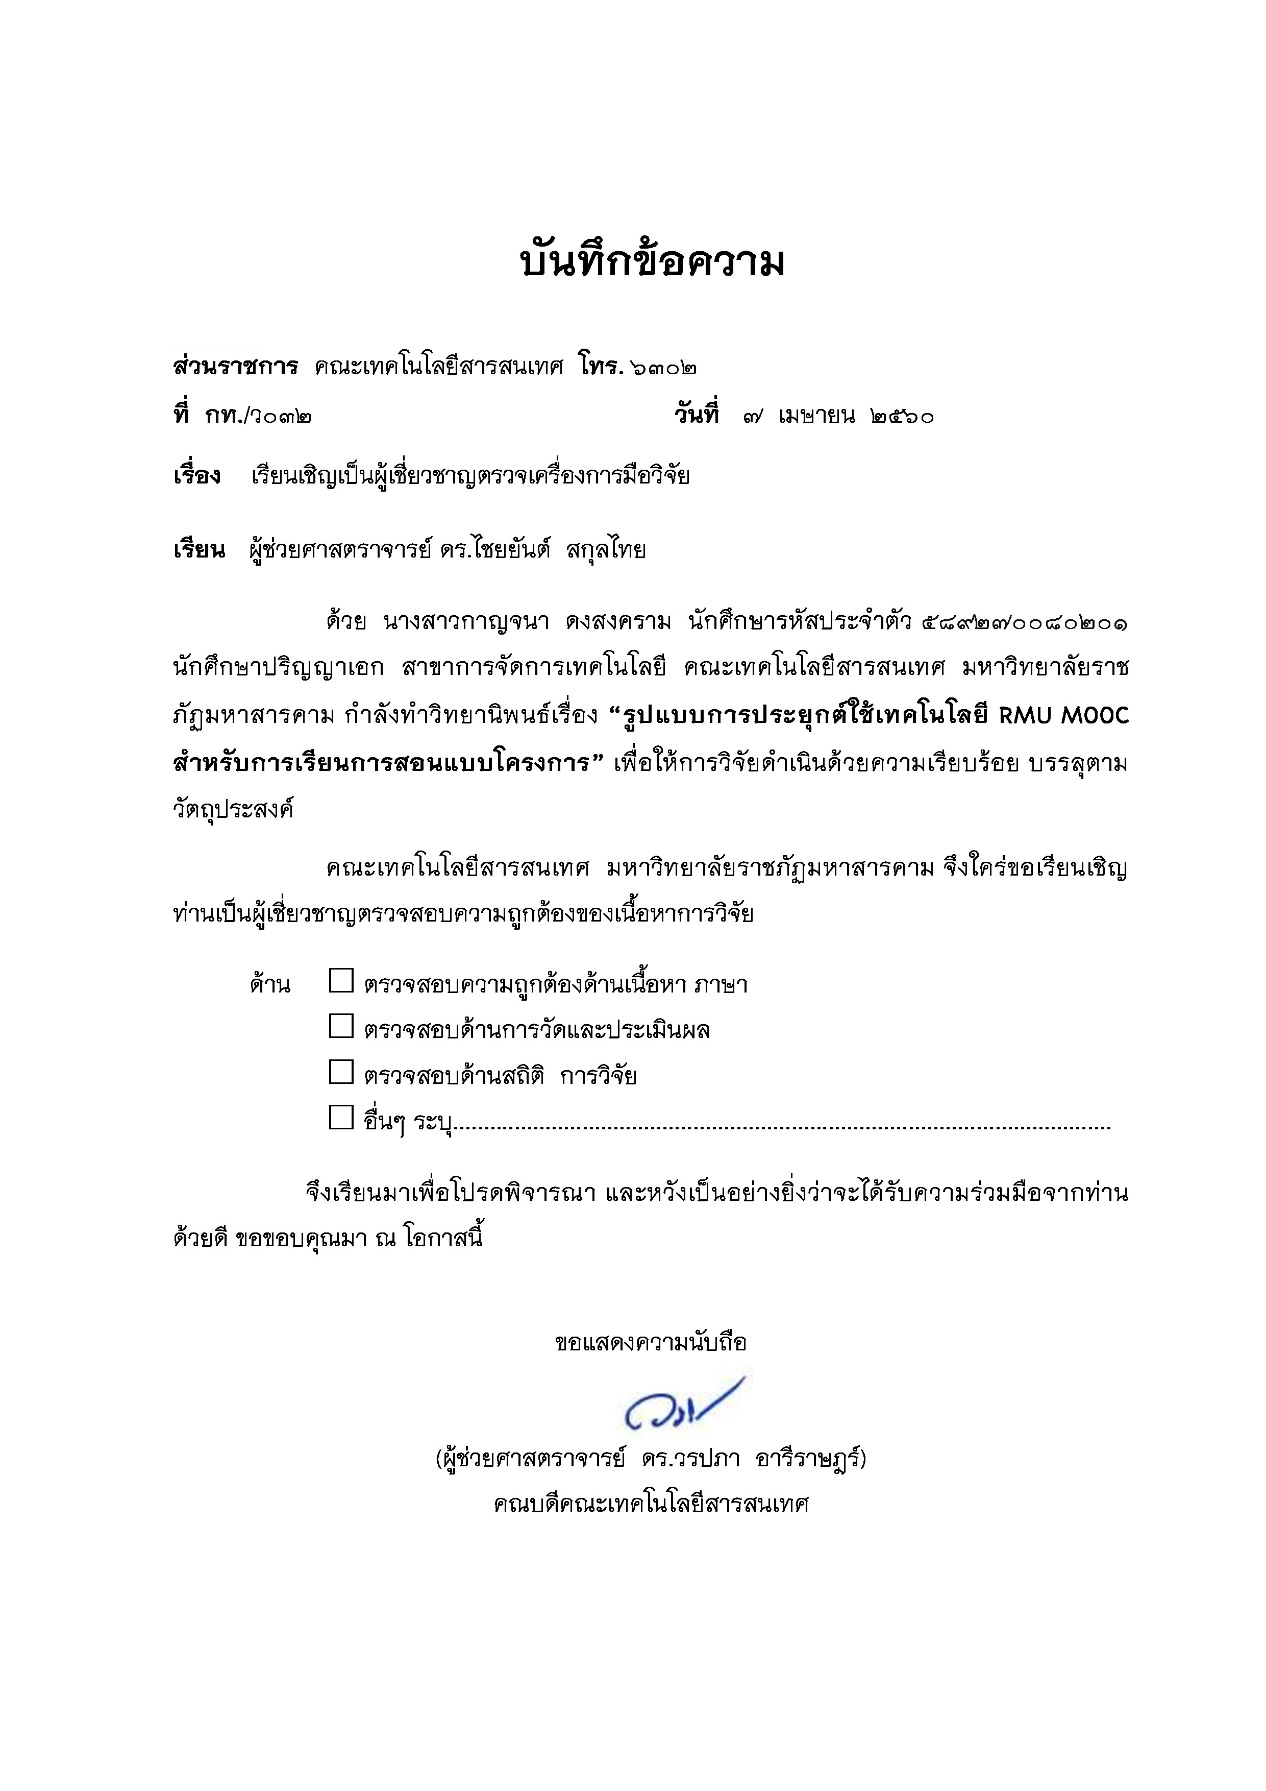 บันทึกข้อความ
ส่วนราชการ คณะเทคโนโลยีสารสนเทศ โทร. ๖๓๐๒
ที่ กท./ว๐๓๒ วันที่ ๗ เมษายน ๒๕๖๐
เรื่อง เรียนเชิญเป็นผู้เชี่ยวชาญตรวจเครื่องการมือวิจัย
เรียน ผู้ช่วยศาสตราจารย์ ดร.ไชยยันต์ สกุลไทย
ด้วย นางสาวกาญจนา ดงสงคราม นักศึกษารหัสประจำตัว ๕๘๙๒๗๐๐๘๐๒๐๑
นักศึกษาปริญญาเอก สาขาการจัดการเทคโนโลยี คณะเทคโนโลยีสารสนเทศ มหาวิทยาลัยราช
ภัฏมหาสารคาม กำลังทำวิทยานิพนธ์เรื่อง “รูปแบบการประยุกต์ใช้เทคโนโลยี RMU MOOC
สำหรับการเรียนการสอนแบบโครงการ” เพื่อให้การวิจัยดำเนินด้วยความเรียบร้อย บรรลุตาม
วัตถุประสงค์
คณะเทคโนโลยีสารสนเทศ มหาวิทยาลัยราชภัฏมหาสารคาม จึงใคร่ขอเรียนเชิญ
ท่านเป็นผู้เชี่ยวชาญตรวจสอบความถูกต้องของเนื้อหาการวิจัย
ด้าน ☐ ตรวจสอบความถูกต้องด้านเนื้อหา ภาษา
☐ ตรวจสอบด้านการวัดและประเมินผล
☐ ตรวจสอบด้านสถิติ การวิจัย
☐ อื่นๆ ระบุ............................................................................................................
จึงเรียนมาเพื่อโปรดพิจารณา และหวังเป็นอย่างยิ่งว่าจะได้รับความร่วมมือจากท่าน
ด้วยดี ขอขอบคุณมา ณ โอกาสนี้
ขอแสดงความนับถือ
(ผู้ช่วยศาสตราจารย์ ดร.วรปภา อารีราษฎร์)
คณบดีคณะเทคโนโลยีสารสนเทศ